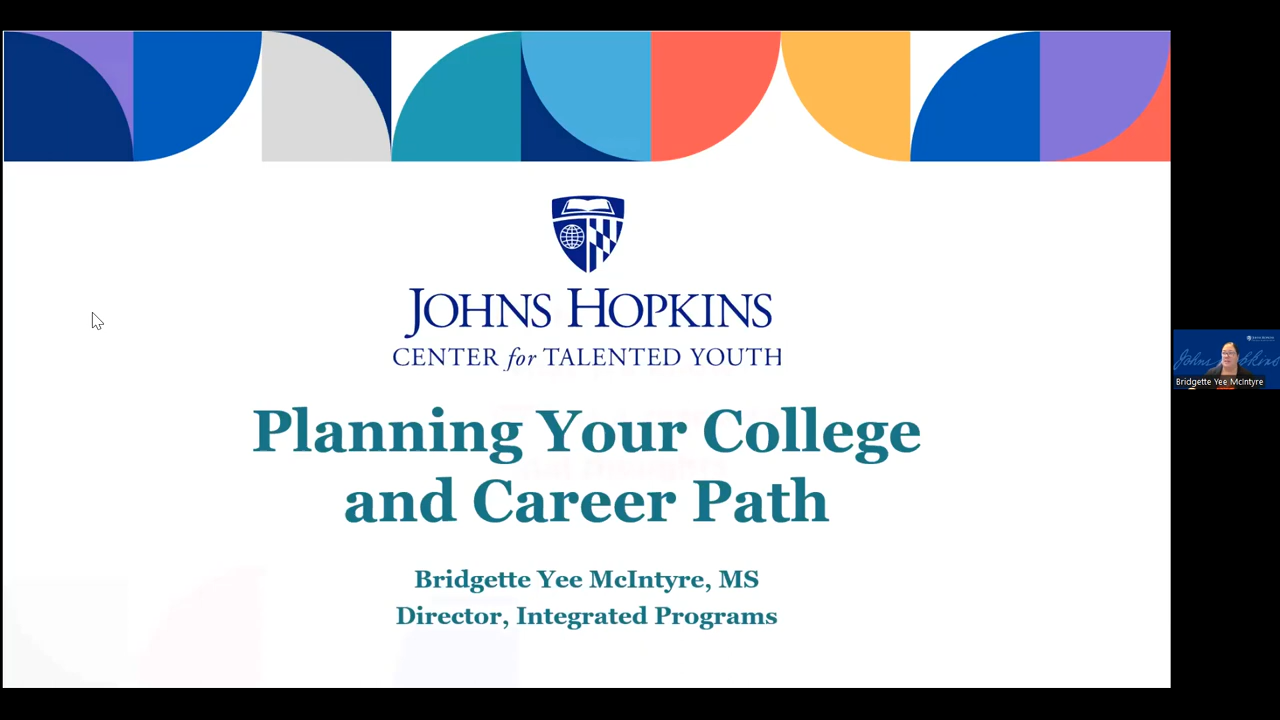 JOHNS HOPKINS
CENTER for TALENTED YOUTH
Planning Your College
and Career Path
Bridgette Yee McIntyre, MS
Director, Integrated Programs
Bridgette Yee McIntyre